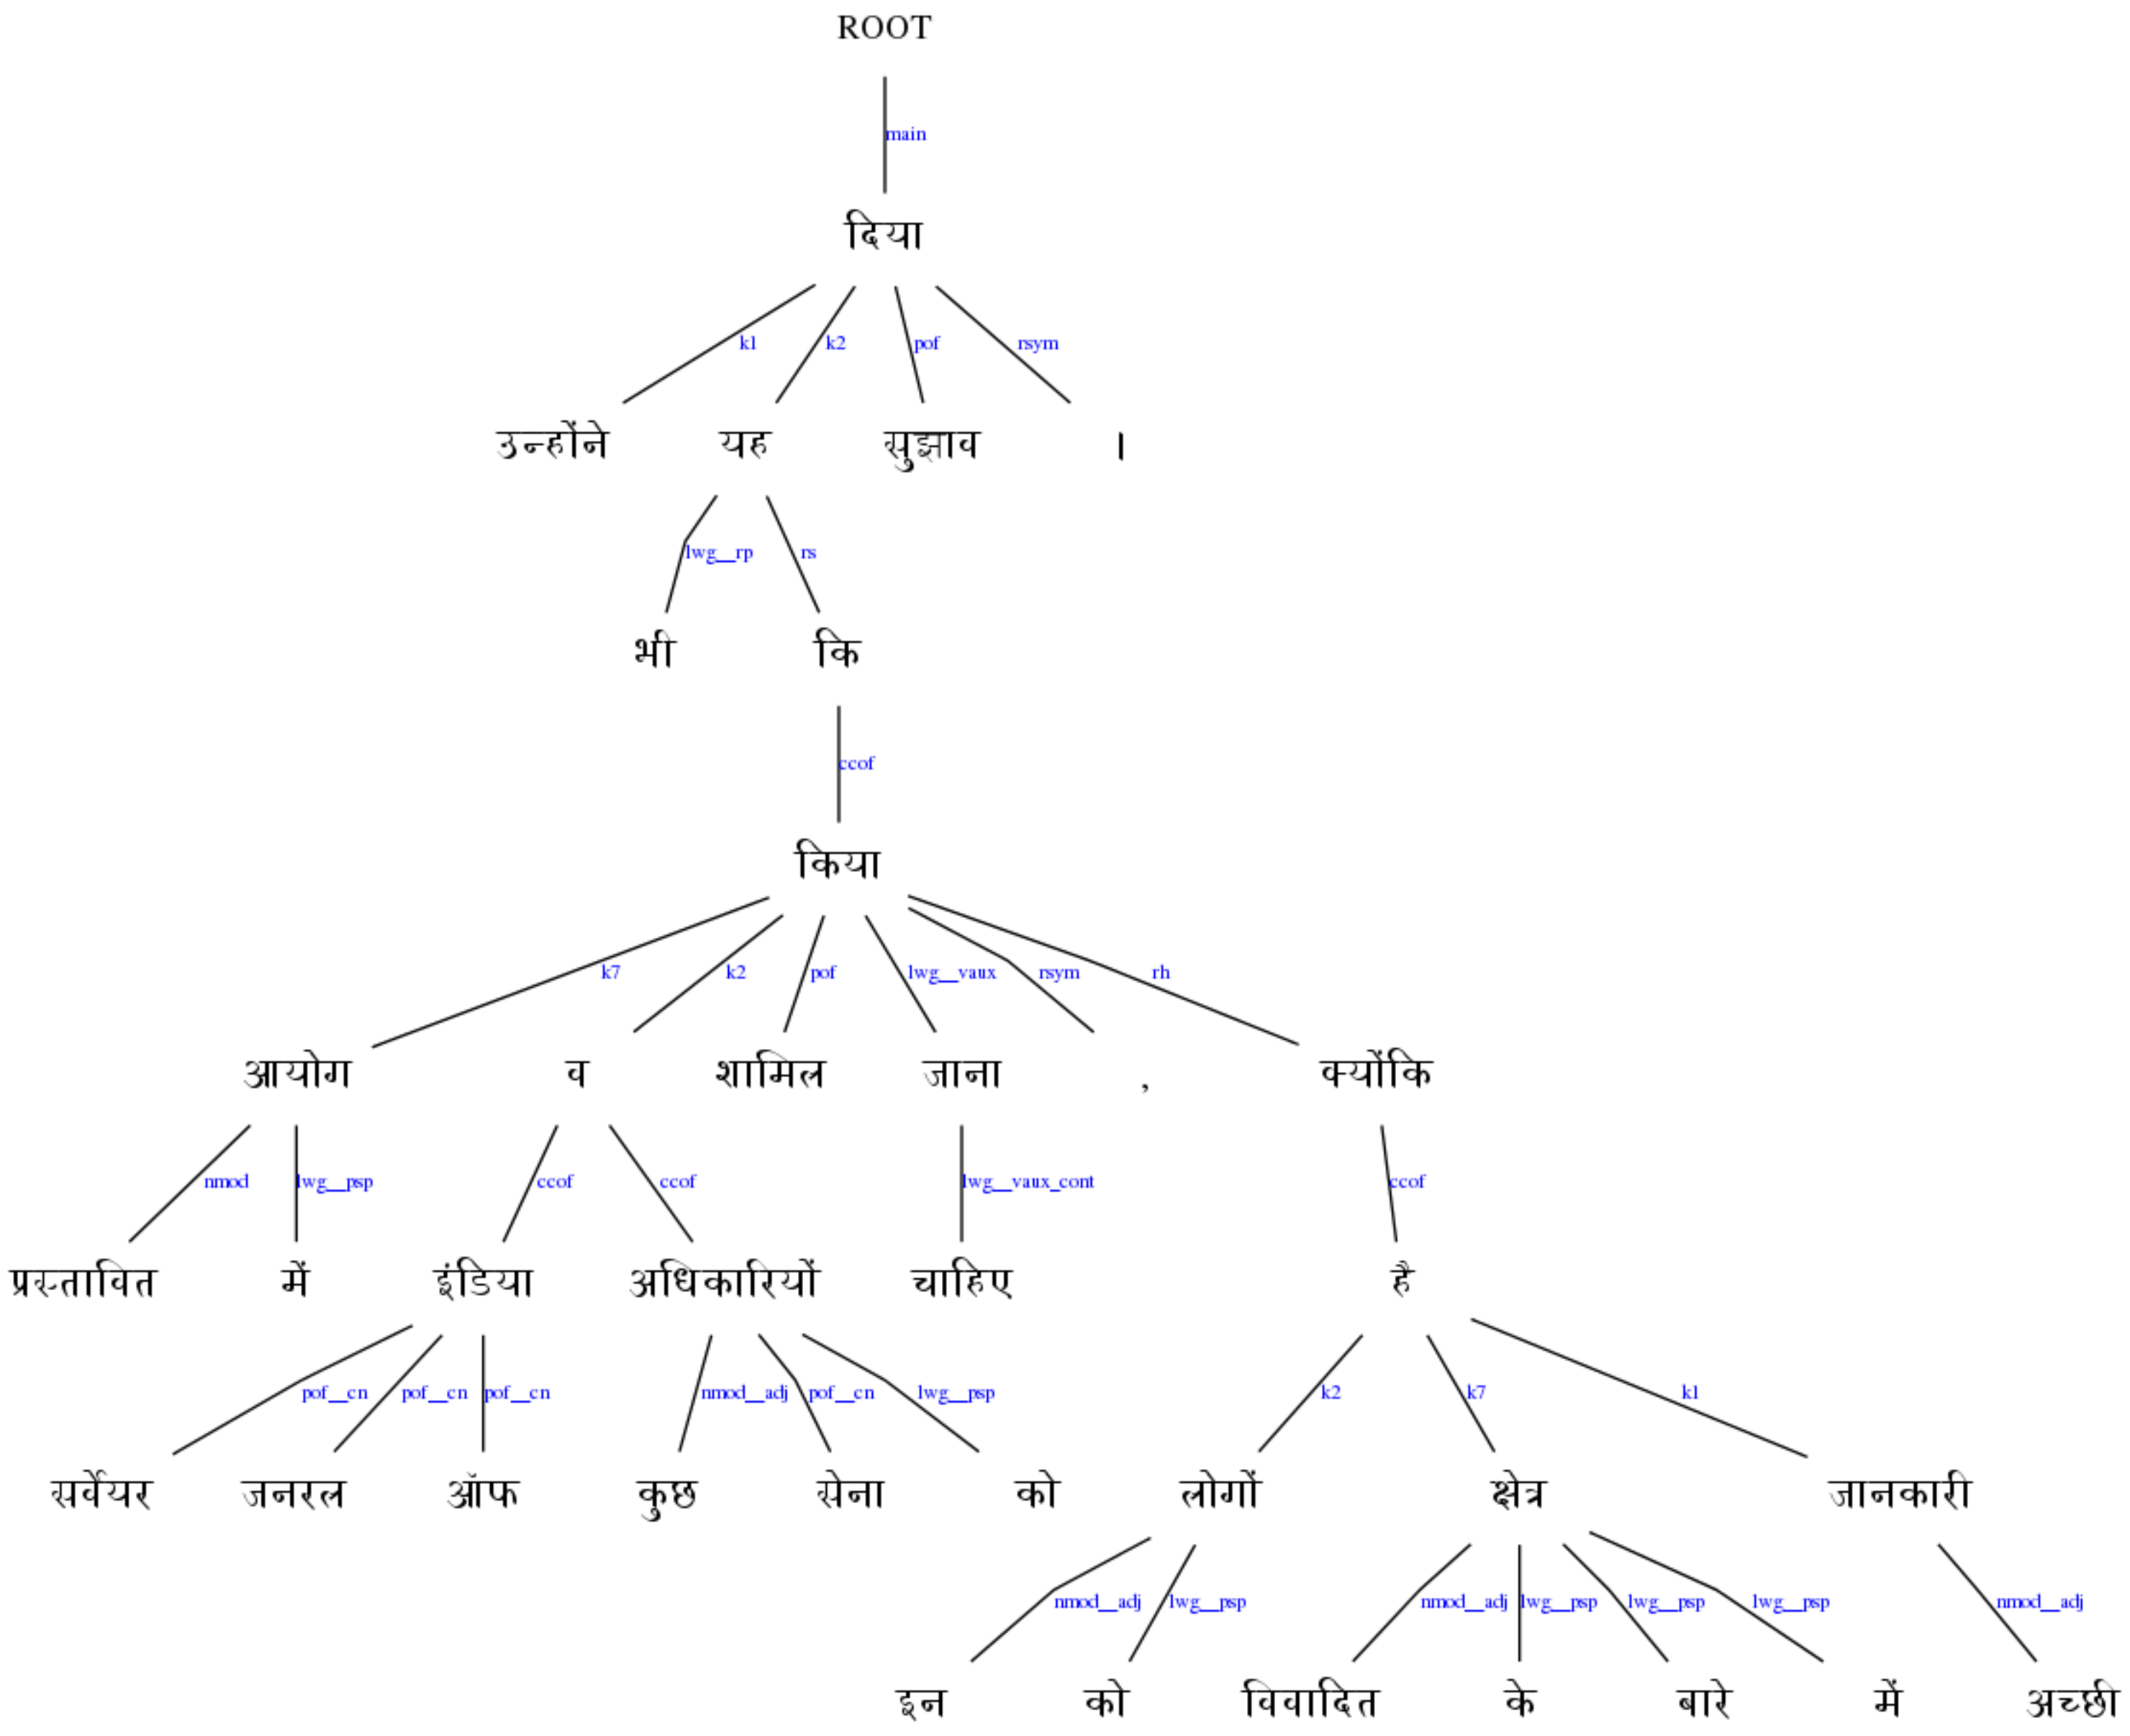 ROOT
main
दिया
k1 k2 pof rsym
उन्होंने यह सुझाव ।
lwg__rp rs
भी कि
ccof
किया
k7 k2 pof lwg__vaux rsym rh
आयोग व शामिल जाना , क्योंकि
nmod lwg__psp ccof ccof lwg__vaux_cont ccof
प्रस्तावित में इंडिया अधिकारियों चाहिए है
pof__cn pof__cn pof__cn nmod__adj pof__cn lwg__psp k2 k7 k1
सर्वेयर जनरल ऑफ कुछ सेना को लोगों क्षेत्र जानकारी
nmod__adj lwg__psp nmod__adj lwg__psp lwg__psp lwg__psp nmod__adj
इन को विवादित के बारे में अच्छी